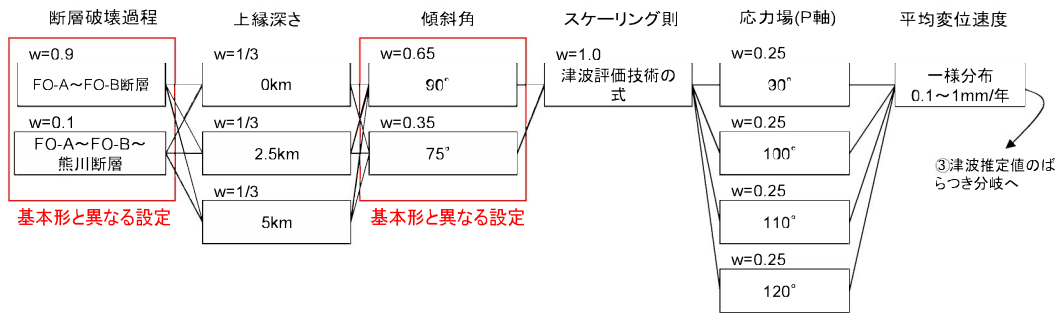 断層破壊過程
上縁深さ
傾斜角
スケーリング則
応力場(P軸)
平均変位速度
w=0.9
FO-A～FO-B断層
w=0.1
FO-A～FO-B～
熊川断層
基本形と異なる設定
w=1/3
0km
w=1/3
2.5km
w=1/3
5km
w=0.65
90°
w=0.35
75°
基本形と異なる設定
w=1.0
津波評価技術の
式
w=0.25
90°
w=0.25
100°
w=0.25
110°
w=0.25
120°
一様分布
0.1～1mm/年
③津波推定値のば
らつき分岐へ